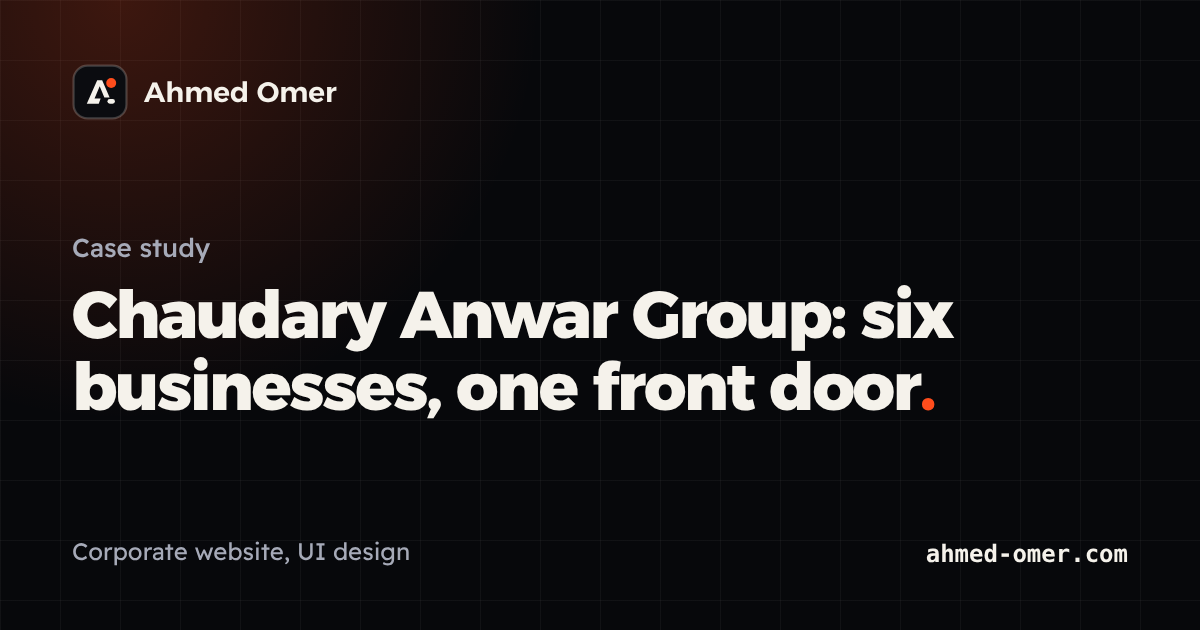 Ahmed Omer
Case study
Chaudary Anwar Group: six
businesses, one front door.
Corporate website, UI design
ahmed-omer.com